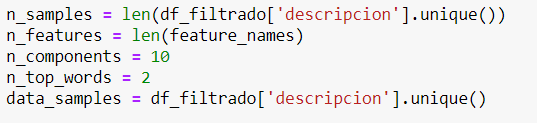 n_samples = len(df_filtrado['descripcion'].unique())
n_features = len(feature_names)
n_components = 10
n_top_words = 2
data_samples = df_filtrado['descripcion'].unique()